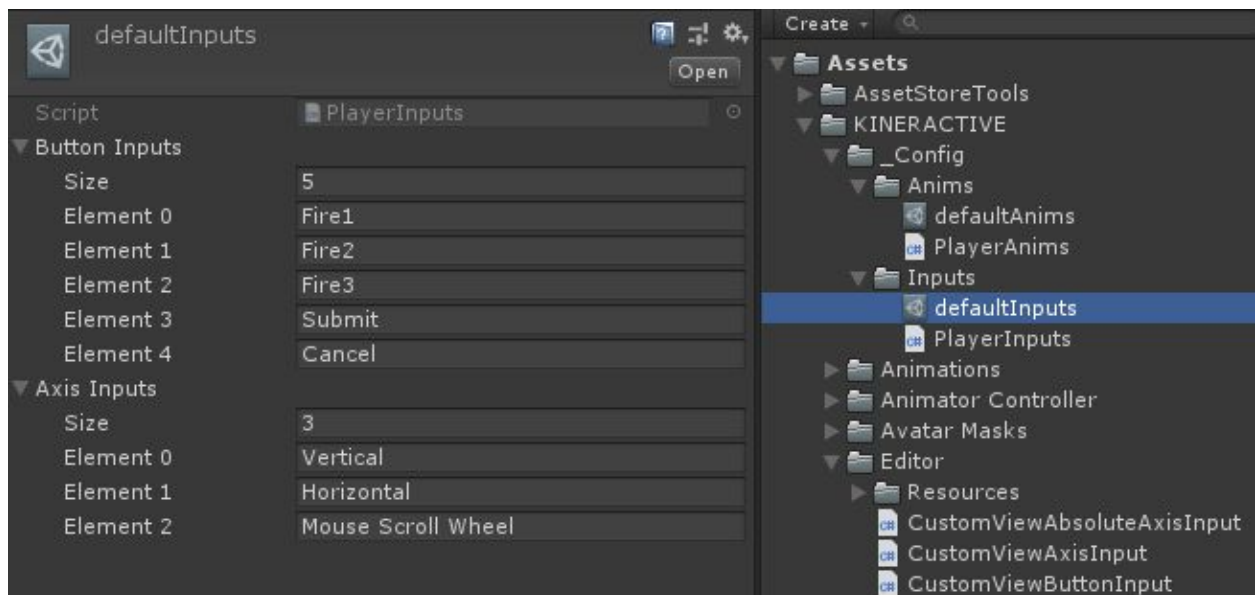 defaultInputs
Open
Script PlayerInputs
Button Inputs
Size 5
Element 0 Fire1
Element 1 Fire2
Element 2 Fire3
Element 3 Submit
Element 4 Cancel
Axis Inputs
Size 3
Element 0 Vertical
Element 1 Horizontal
Element 2 Mouse Scroll Wheel
Create
Assets
AssetStoreTools
KINERACTIVE
_Config
Anims
defaultAnims
C# PlayerAnims
Inputs
defaultInputs
C# PlayerInputs
Animations
Animator Controller
Avatar Masks
Editor
Resources
C# CustomViewAbsoluteAxisInput
C# CustomViewAxisInput
C# CustomViewButtonInput